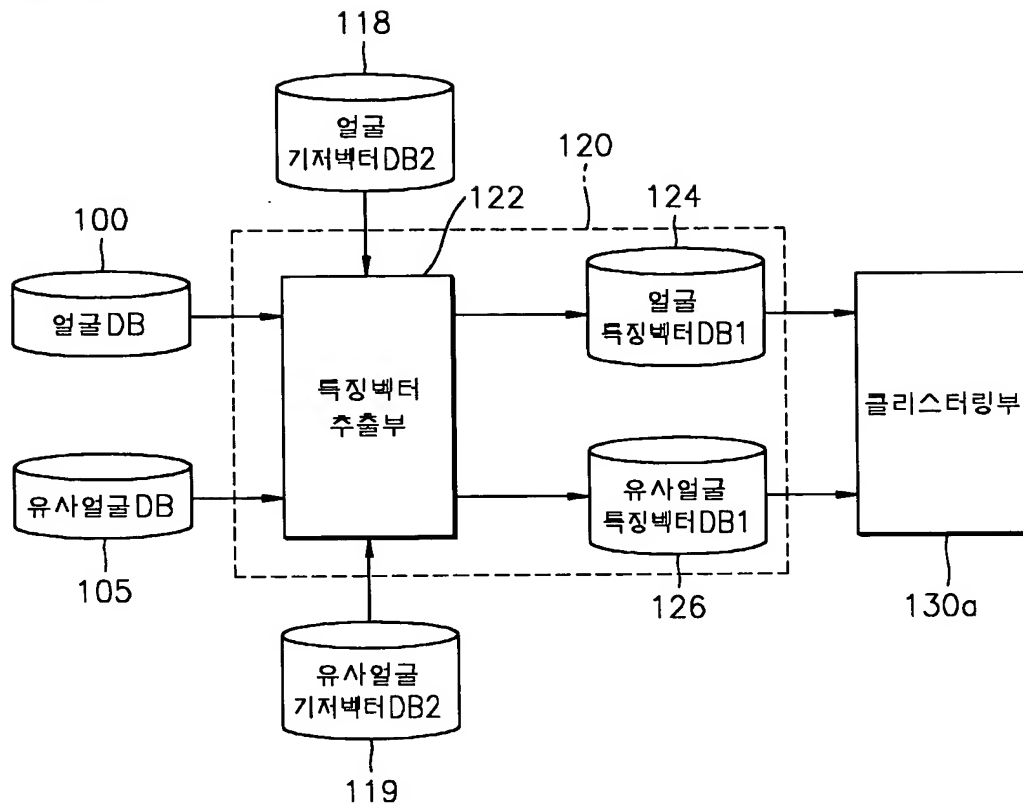 118
얼굴
기저벡터DB2
120
122
124
100
얼굴DB
얼굴
특징벡터DB1
특징벡터
추출부
클리스터링부
유사얼굴DB
105
유사얼굴
특징벡터DB1
126
130a
유사얼굴
기저벡터DB2
119